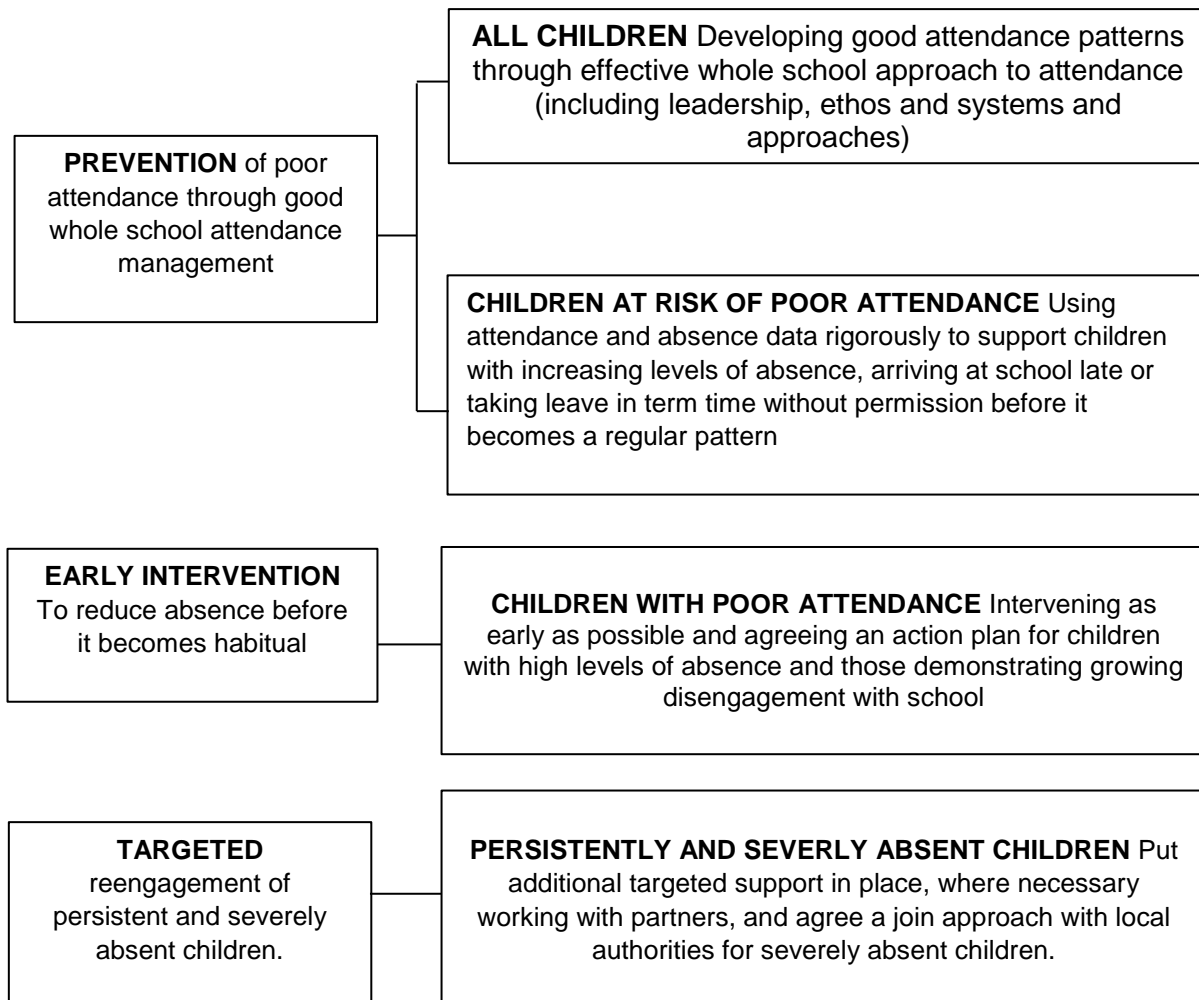 PREVENTION of poor
attendance through good
whole school attendance
management
ALL CHILDREN Developing good attendance patterns
through effective whole school approach to attendance
(including leadership, ethos and systems and
approaches)
CHILDREN AT RISK OF POOR ATTENDANCE Using
attendance and absence data rigorously to support children
with increasing levels of absence, arriving at school late or
taking leave in term time without permission before it
becomes a regular pattern
EARLY INTERVENTION
To reduce absence before
it becomes habitual
CHILDREN WITH POOR ATTENDANCE Intervening as
early as possible and agreeing an action plan for children
with high levels of absence and those demonstrating growing
disengagement with school
TARGETED
reengagement of
persistent and severely
absent children.
PERSISTENTLY AND SEVERLY ABSENT CHILDREN Put
additional targeted support in place, where necessary
working with partners, and agree a join approach with local
authorities for severely absent children.